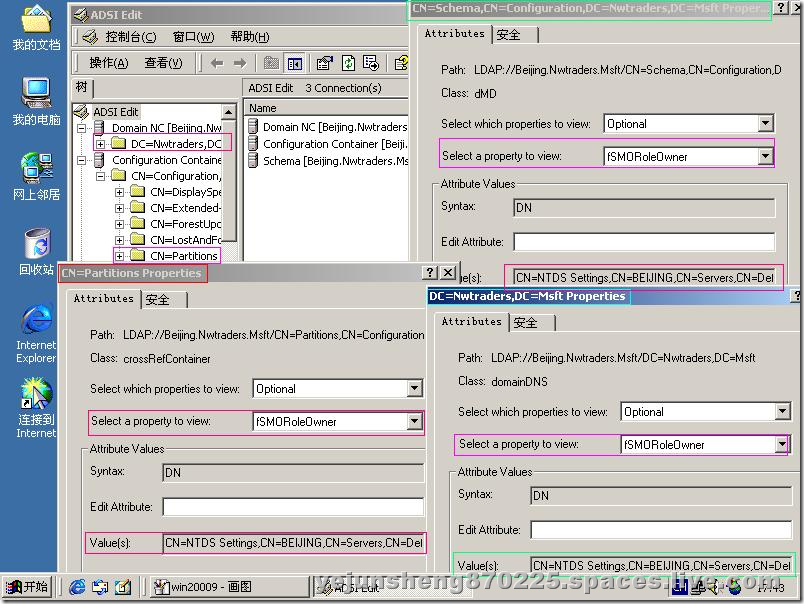 我的文档
我的电脑
网上邻居
回收站
Internet
Explorer
连接到
Internet
ADSI Edit
控制台(C) 窗口(W) 帮助(H)
操作(A) 查看(V)
树
ADSI Edit 3 Connection(s)
ADSI Edit
Domain NC [Beijing.Nw
DC=Nwtraders,DC
Configuration Containe
CN=Configuration,
CN=DisplaySpe
CN=Extended-
CN=ForestUpd
CN=LostAndFo
CN=Partitions
Name
Domain NC [Beijing.Nwtraders
Configuration Container [Beiji
Schema [Beijing.Nwtraders.Ms
CN=Schema,CN=Configuration,DC=Nwtraders,DC=Msft Proper...
Attributes 安全
Path: LDAP://Beijing.Nwtraders.Msft/CN=Schema,CN=Configuration,D
Class: dMD
Select which properties to view: Optional
Select a property to view: fSMORoleOwner
Attribute Values
Syntax: DN
Edit Attribute:
e(s): CN=NTDS Settings,CN=BEIJING,CN=Servers,CN=Def
CN=Partitions Properties
Attributes 安全
Path: LDAP://Beijing.Nwtraders.Msft/CN=Partitions,CN=Configuration
Class: crossRefContainer
Select which properties to view: Optional
Select a property to view: fSMORoleOwner
Attribute Values
Syntax: DN
Edit Attribute:
Value(s): CN=NTDS Settings,CN=BEIJING,CN=Servers,CN=Def
DC=Nwtraders,DC=Msft Properties
Attributes 安全
Path: LDAP://Beijing.Nwtraders.Msft/DC=Nwtraders,DC=Msft
Class: domainDNS
Select which properties to view: Optional
Select a property to view: fSMORoleOwner
Attribute Values
Syntax: DN
Edit Attribute:
Value(s): CN=NTDS Settings,CN=BEIJING,CN=Servers,CN=Def
开始 win20009 - 画图 ADSI Edit 17:43
yejunsheng870225.spaces.live.com